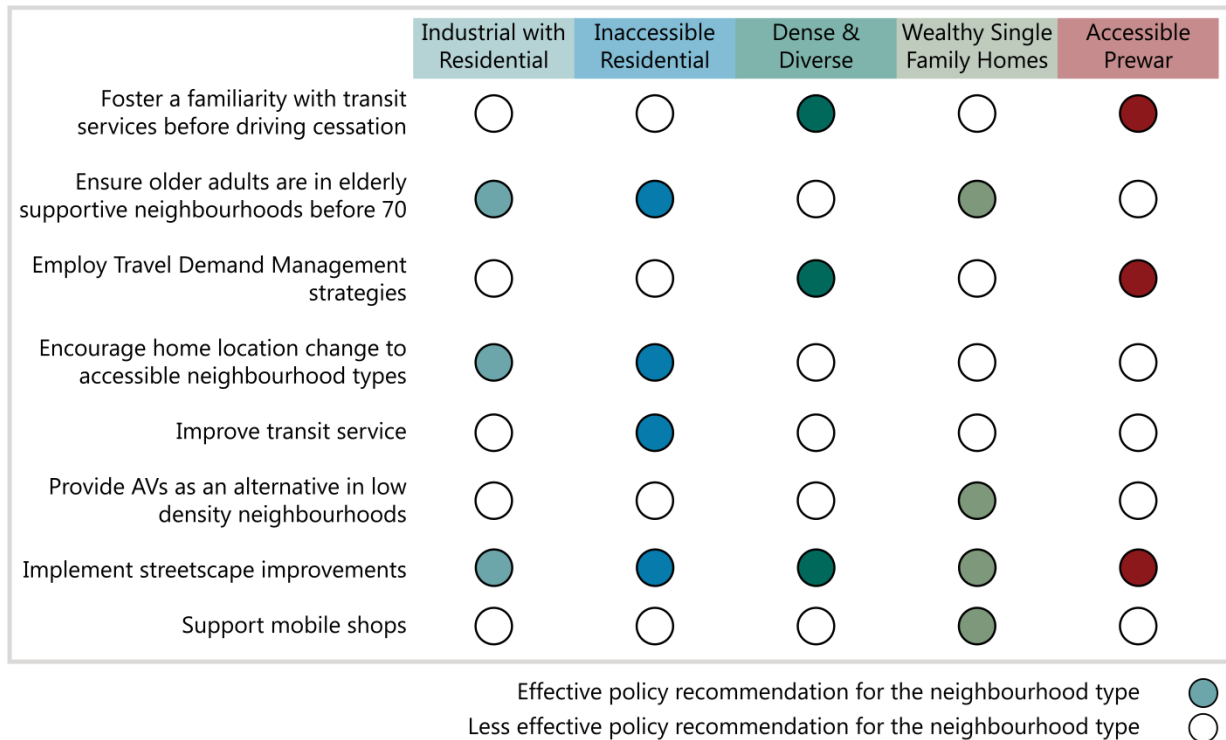 Industrial with Residential
Inaccessible Residential
Dense & Diverse
Wealthy Single Family Homes
Accessible Prewar
Foster a familiarity with transit
services before driving cessation
Ensure older adults are in elderly
supportive neighbourhoods before 70
Employ Travel Demand Management
strategies
Encourage home location change to
accessible neighbourhood types
Improve transit service
Provide AVs as an alternative in low
density neighbourhoods
Implement streetscape improvements
Support mobile shops
Effective policy recommendation for the neighbourhood type
Less effective policy recommendation for the neighbourhood type